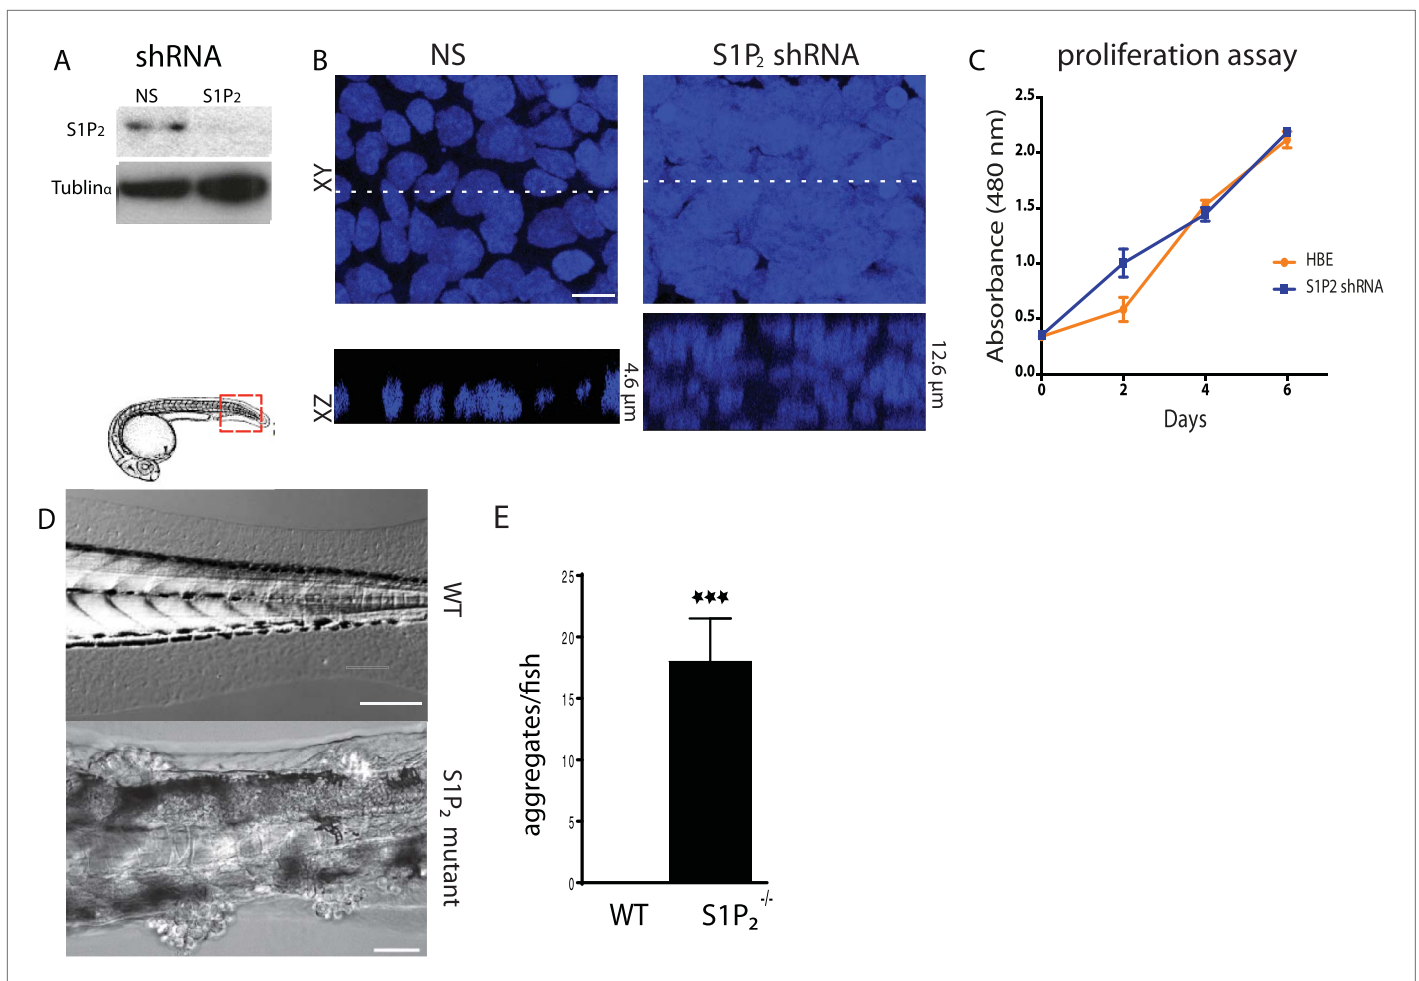 A
shRNA
NS
S1P2
S1P2
Tublinα
B
NS
S1P2 shRNA
XY
ZX
4.6 µm
12.6 µm
C
proliferation assay
Absorbance (480 nm)
2.5
2.0
1.5
1.0
0.5
0.0
0
2
4
6
Days
HBE
S1P2 shRNA
D
WT
S1P2 mutant
E
aggregates/fish
25
20
15
10
5
0
WT
S1P2-/-